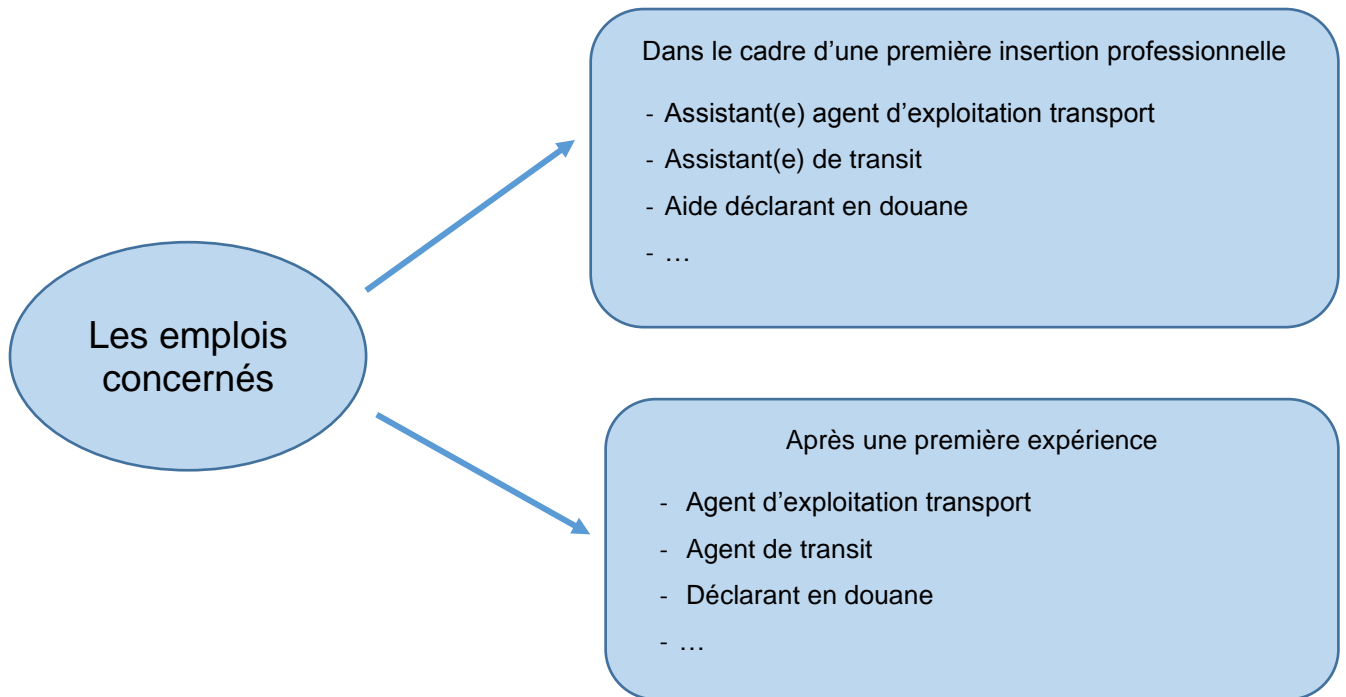 Dans le cadre d’une première insertion professionnelle
- Assistant(e) agent d’exploitation transport
- Assistant(e) de transit
- Aide déclarant en douane
- …
Les emplois
concernés
Après une première expérience
- Agent d’exploitation transport
- Agent de transit
- Déclarant en douane
- …